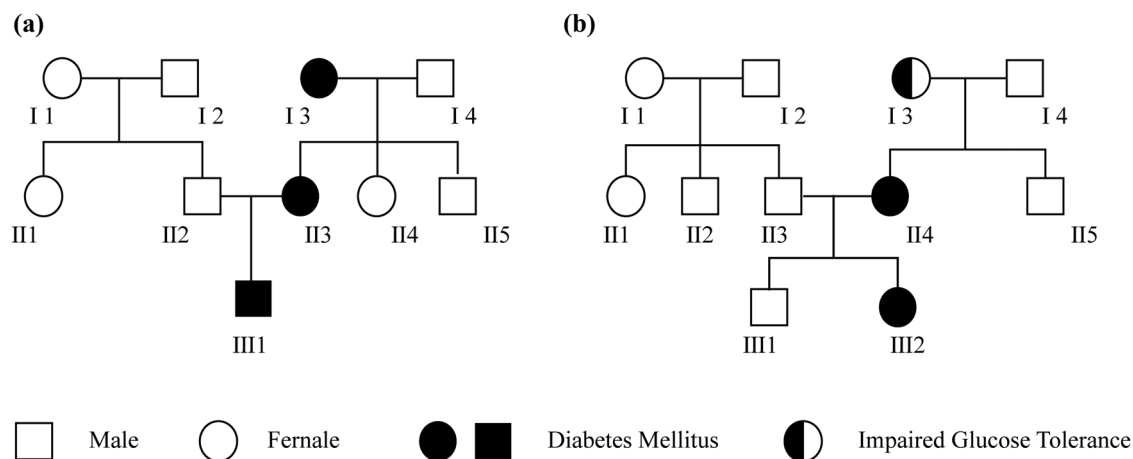 (a)
(b)
I 1 I 2 I 3 I 4
I 1 I 2 I 3 I 4
II1 II2 II3 II4 II5
II1 II2 II3 II4 II5
III1
III1 III2
Male Fernale Diabetes Mellitus Impaired Glucose Tolerance